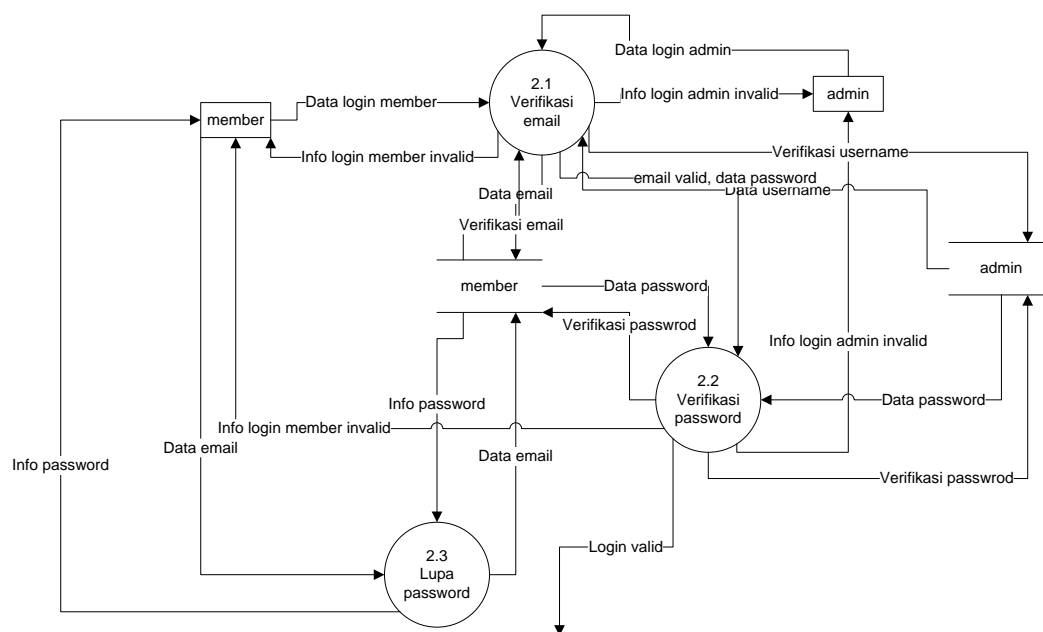 Data login admin
2.1
Verifikasi
email
Info login admin invalid
admin
Data login member
member
Info login member invalid
Verifikasi username
email valid, data password
Data username
Data email
Verifikasi email
admin
member
Data password
Verifikasi passwrod
Info login admin invalid
2.2
Verifikasi
password
Data password
Info password
Info login member invalid
Data email
Data email
Info password
Verifikasi passwrod
Login valid
2.3
Lupa
password